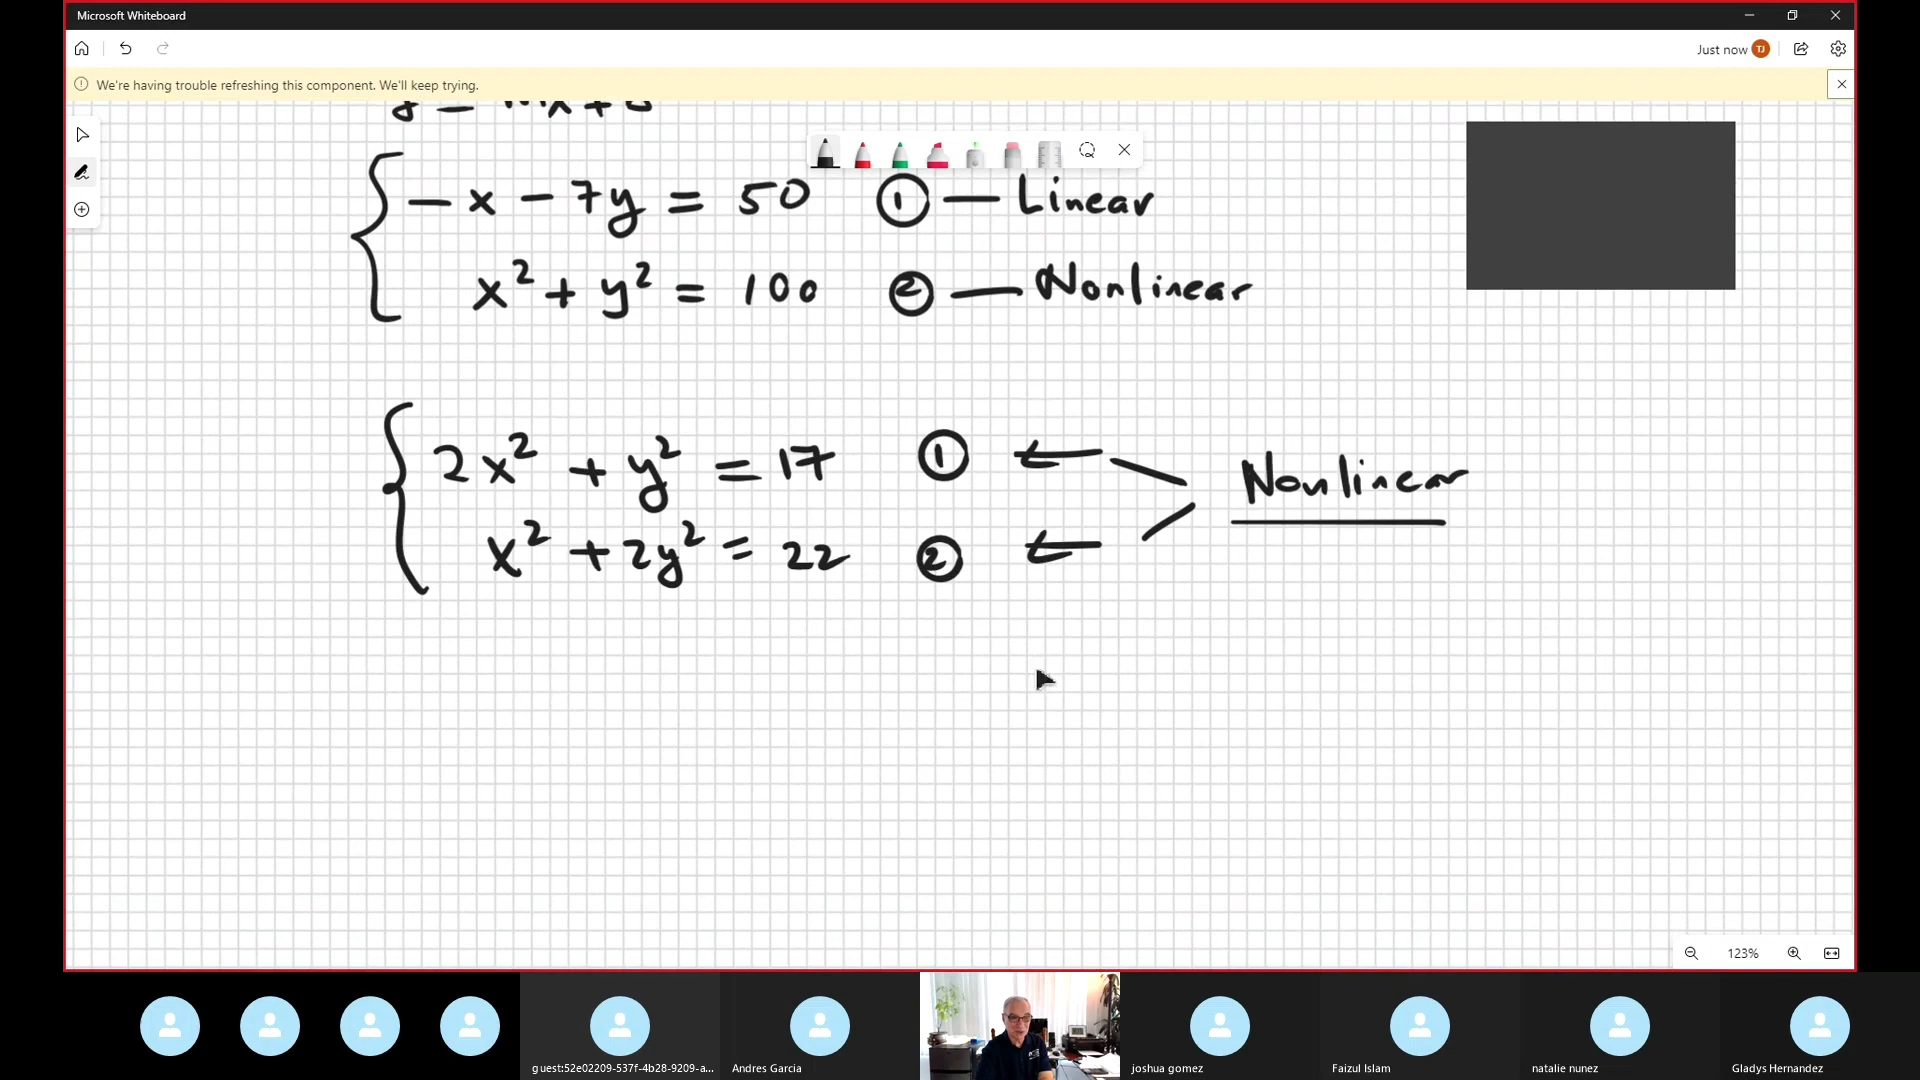 Microsoft Whiteboard
Just now TJ
We're having trouble refreshing this component. We'll keep trying.
y = mx + b
- x - 7y = 50 ① — Linear
x² + y² = 100 ② — Nonlinear
2x² + y² = 17 ①
Nonlinear
x² + 2y² = 22 ②
123%
guest:52e02209-537f-4b28-9209-a...
Andres Garcia
joshua gomez
Faizul Islam
natalie nunez
Gladys Hernandez